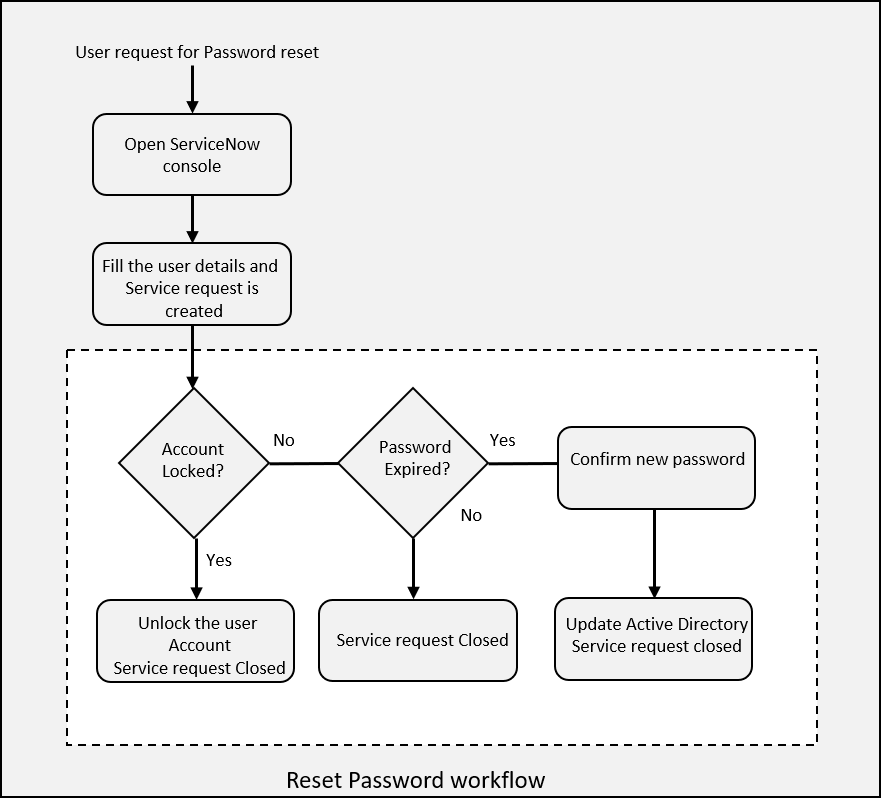 User request for Password reset
Open ServiceNow
console
Fill the user details and
Service request is
created
Account
Locked?
No
Password
Expired?
Yes
Confirm new password
No
Yes
Unlock the user
Account
Service request Closed
Service request Closed
Update Active Directory
Service request closed
Reset Password workflow